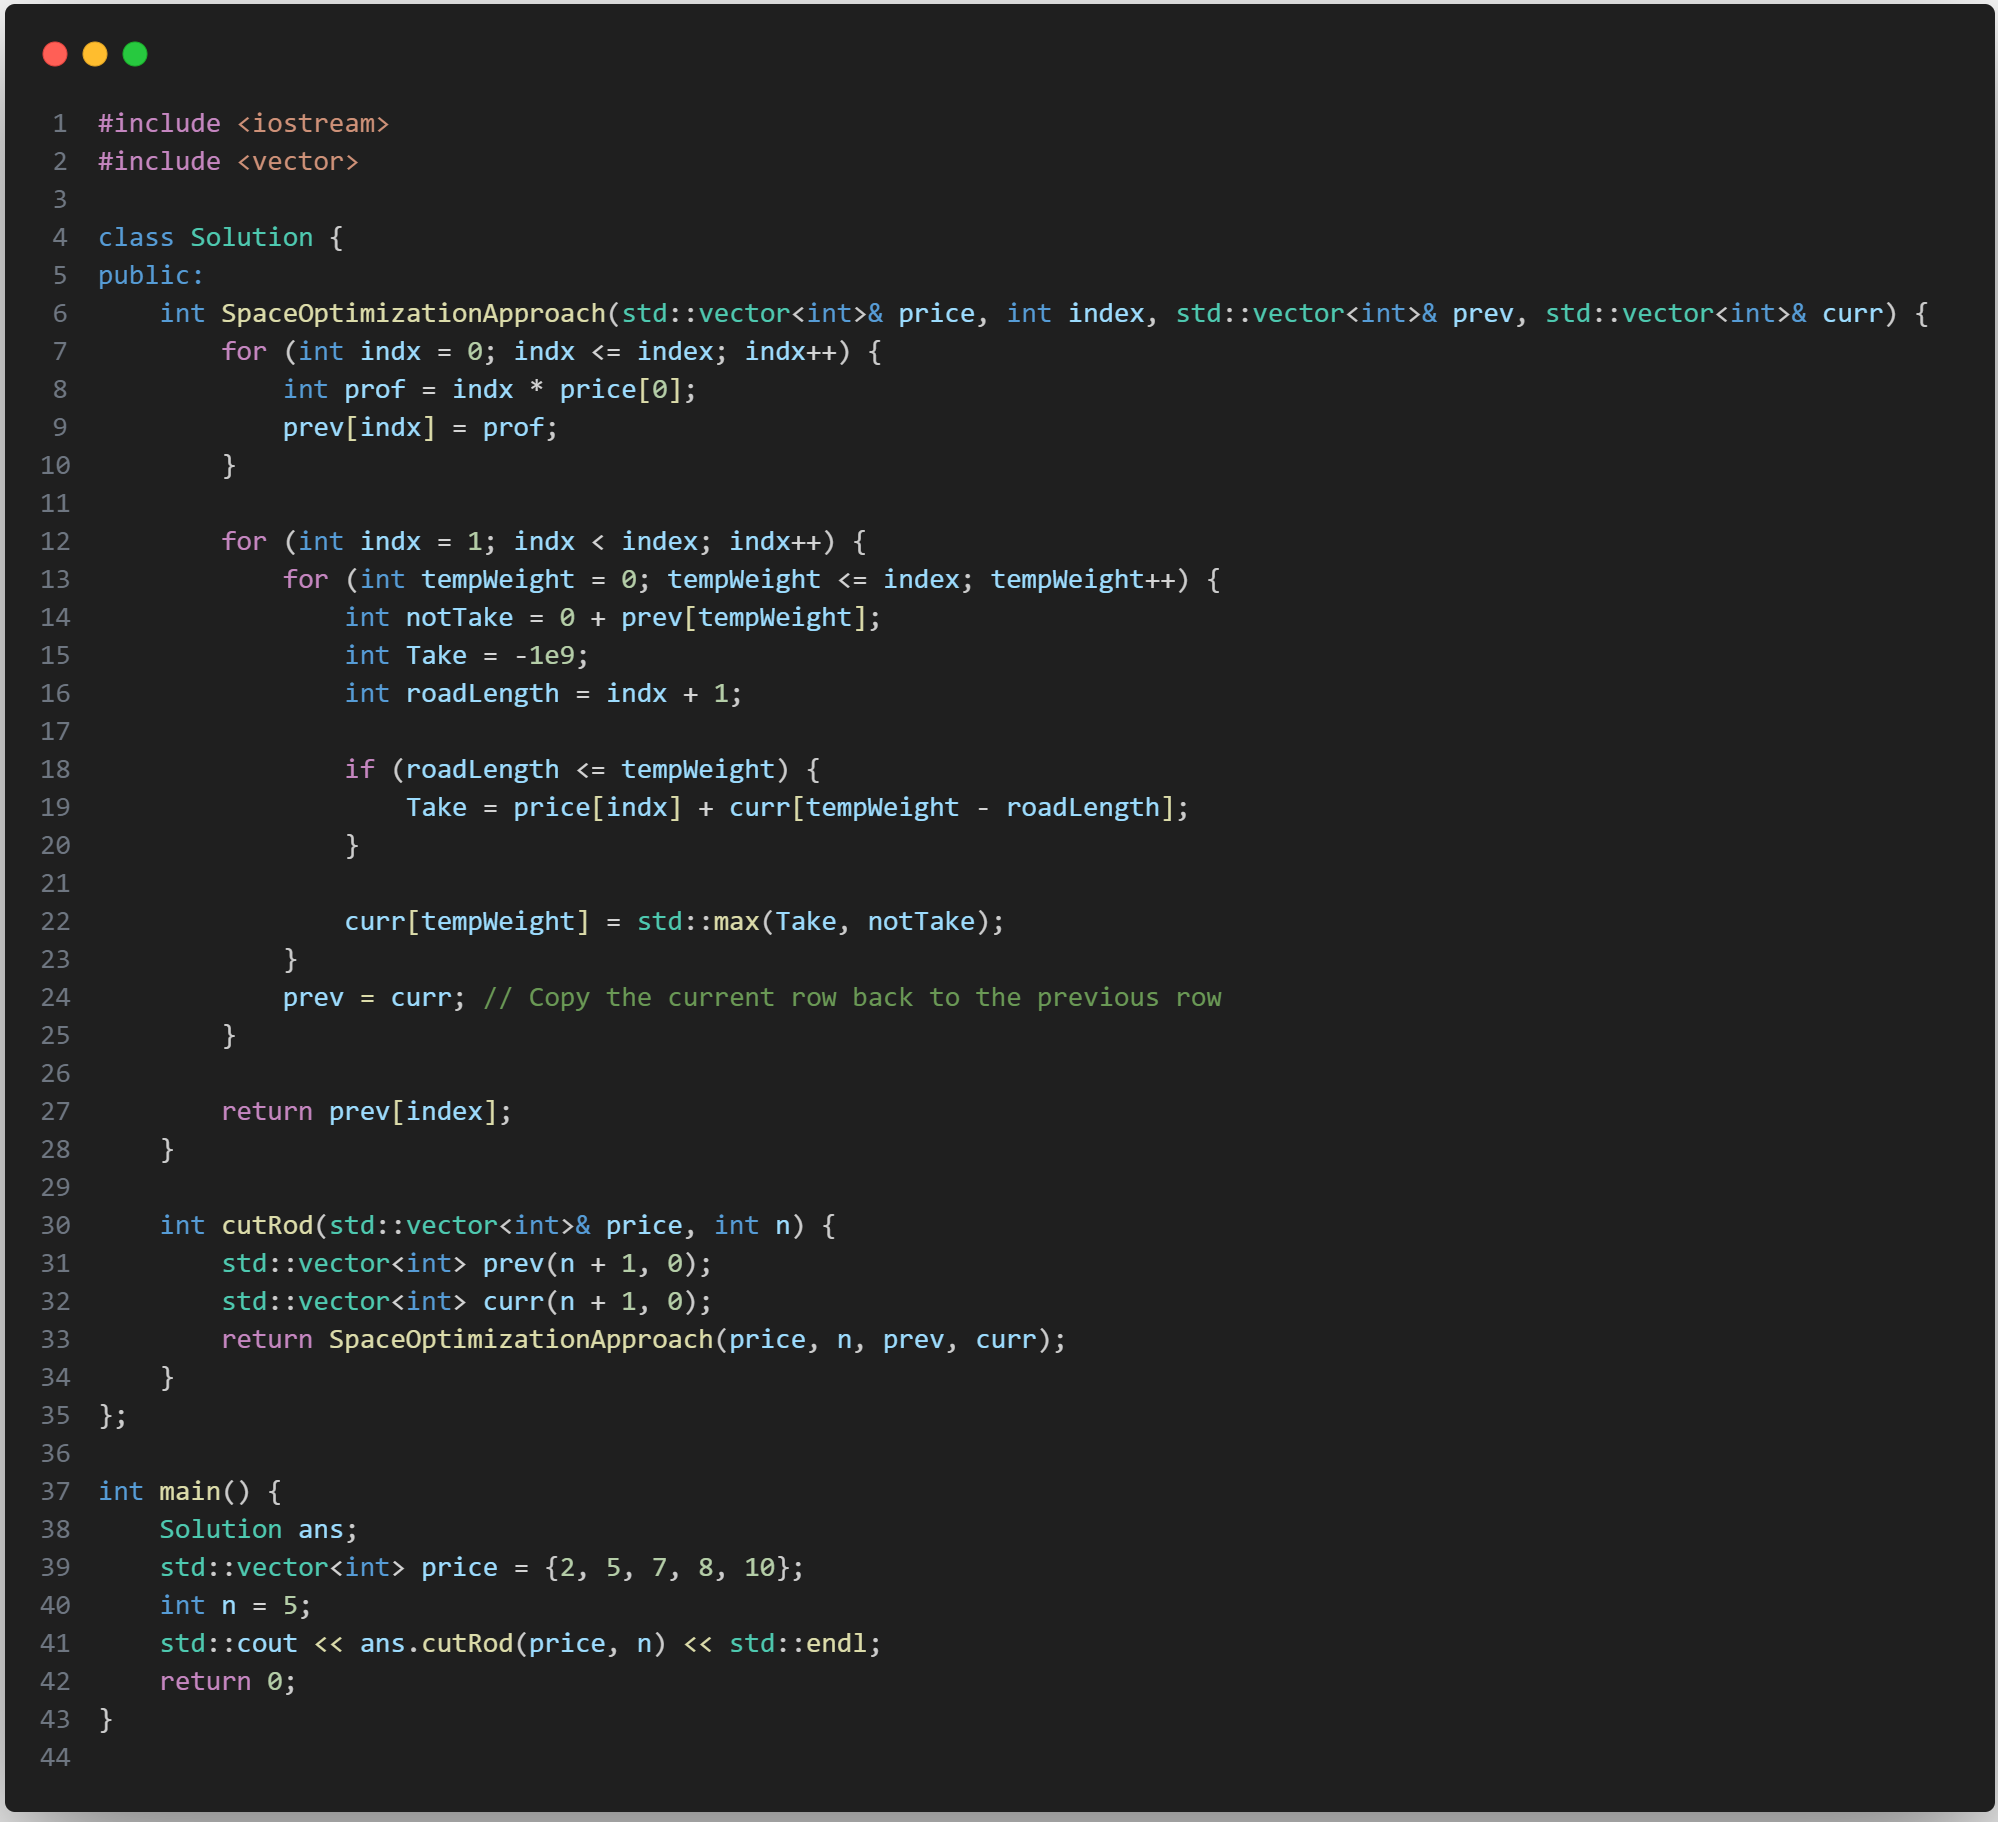 1 #include <iostream>
2 #include <vector>
3
4 class Solution {
5 public:
6     int SpaceOptimizationApproach(std::vector<int>& price, int index, std::vector<int>& prev, std::vector<int>& curr) {
7         for (int indx = 0; indx <= index; indx++) {
8             int prof = indx * price[0];
9             prev[indx] = prof;
10         }
11
12         for (int indx = 1; indx < index; indx++) {
13             for (int tempWeight = 0; tempWeight <= index; tempWeight++) {
14                 int notTake = 0 + prev[tempWeight];
15                 int Take = -1e9;
16                 int roadLength = indx + 1;
17
18                 if (roadLength <= tempWeight) {
19                     Take = price[indx] + curr[tempWeight - roadLength];
20                 }
21
22                 curr[tempWeight] = std::max(Take, notTake);
23             }
24             prev = curr; // Copy the current row back to the previous row
25         }
26
27         return prev[index];
28     }
29
30     int cutRod(std::vector<int>& price, int n) {
31         std::vector<int> prev(n + 1, 0);
32         std::vector<int> curr(n + 1, 0);
33         return SpaceOptimizationApproach(price, n, prev, curr);
34     }
35 };
36
37 int main() {
38     Solution ans;
39     std::vector<int> price = {2, 5, 7, 8, 10};
40     int n = 5;
41     std::cout << ans.cutRod(price, n) << std::endl;
42     return 0;
43 }
44